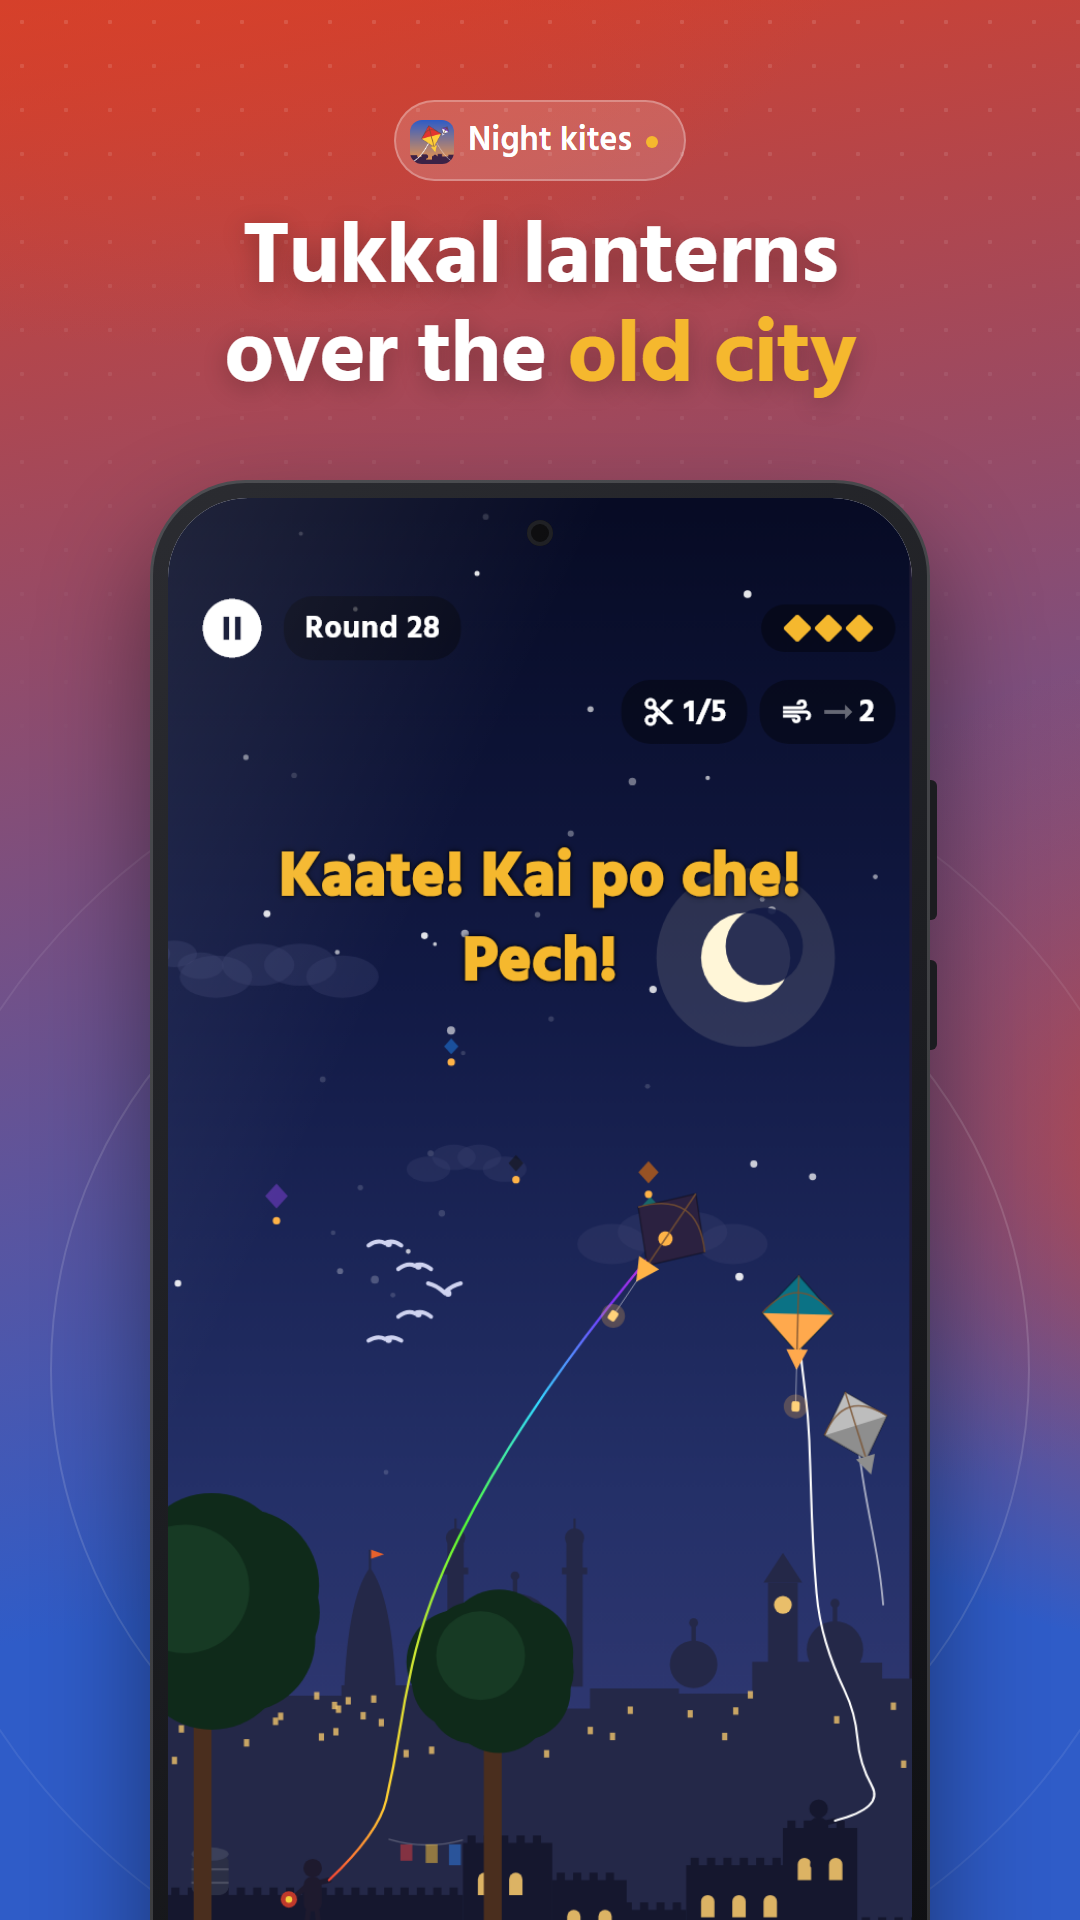 Night kites
Tukkal lanterns
over the old city
Round 28
1/5
2
Kaate! Kai po che!
Pech!